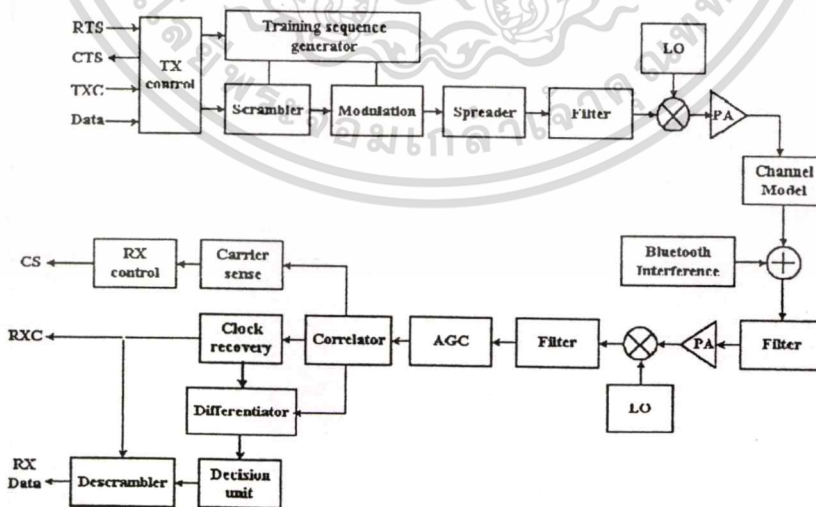 RTS
CTS
TXC
Data
TX
control
Training sequence
generator
Scrambler
Modulation
Spreader
Filter
LO
PA
Channel
Model
Bluetooth
Interference
CS
RX
control
Carrier
sense
RXC
Clock
recovery
Correlator
AGC
Filter
PA
Filter
LO
Differentiator
RX
Data
Descrambler
Decision
unit